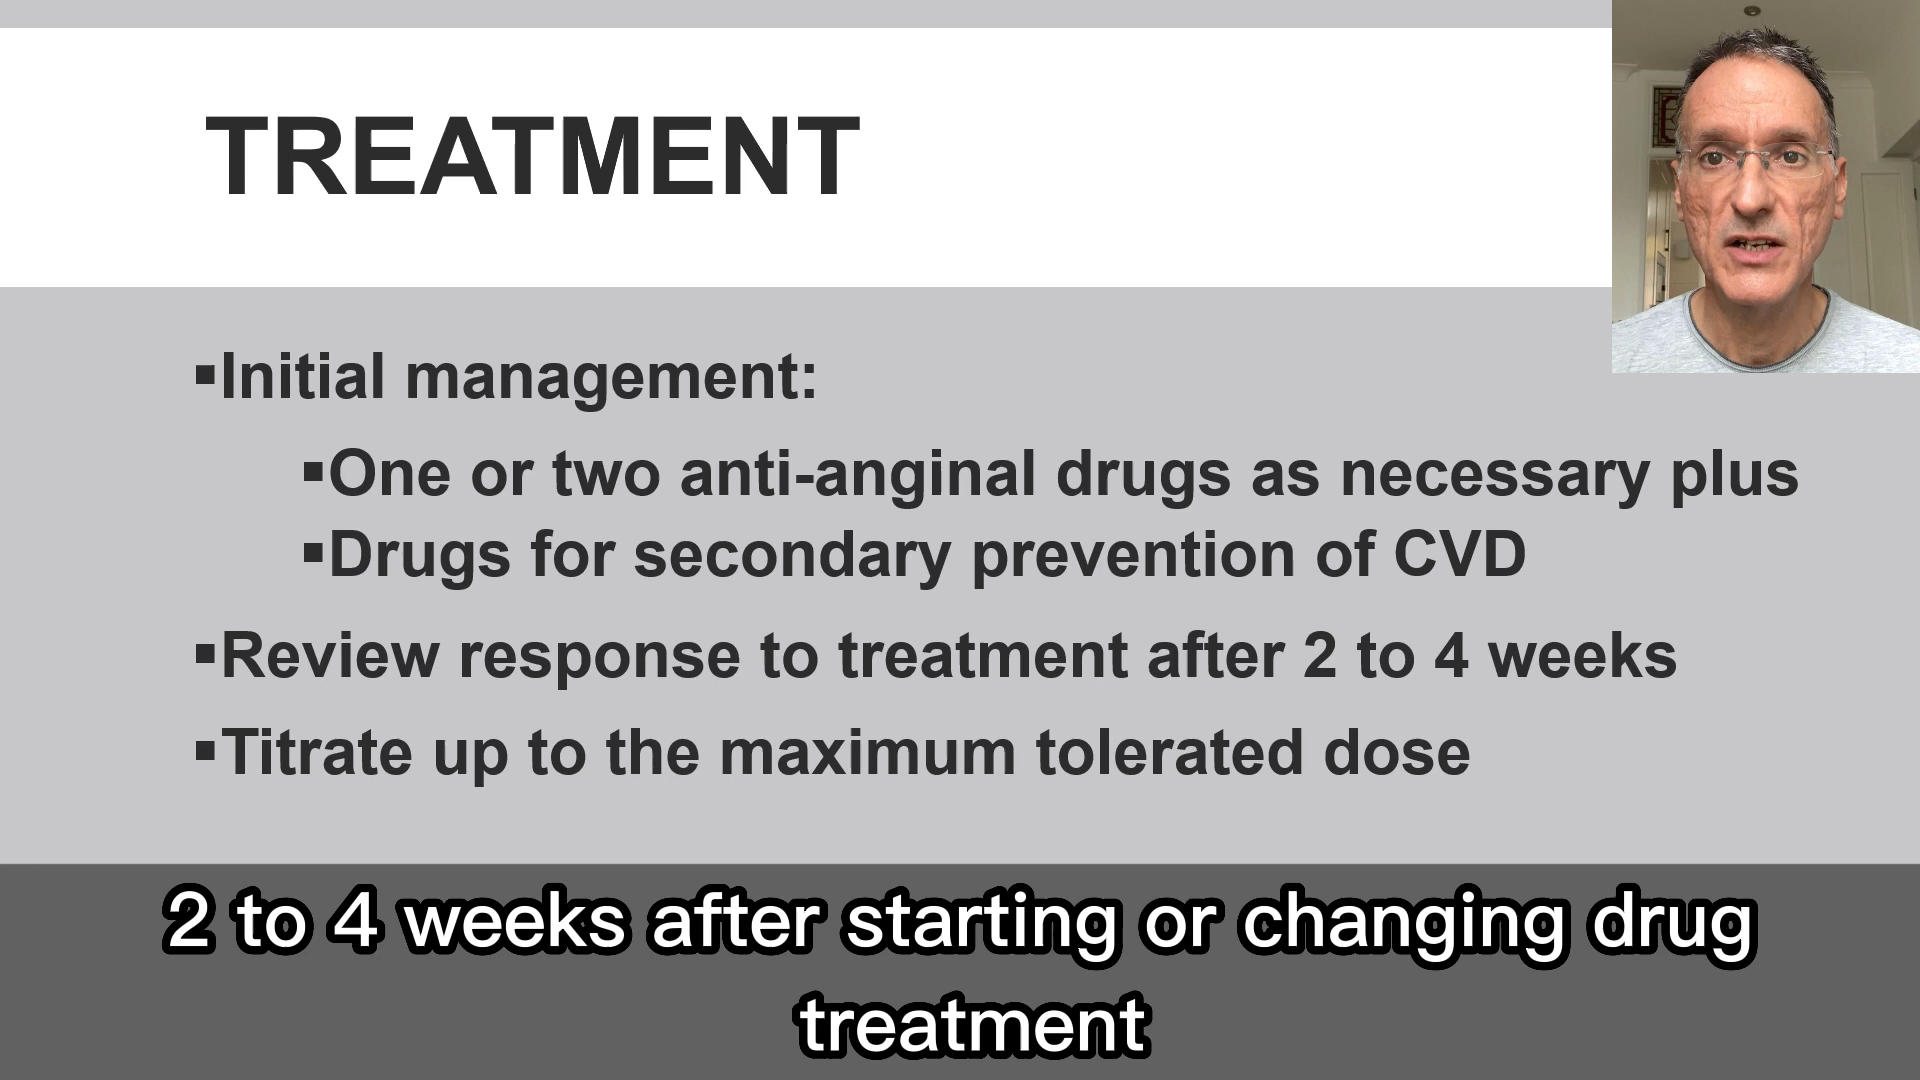 TREATMENT
▪Initial management:
▪One or two anti-anginal drugs as necessary plus
▪Drugs for secondary prevention of CVD
▪Review response to treatment after 2 to 4 weeks
▪Titrate up to the maximum tolerated dose
2 to 4 weeks after starting or changing drug
treatment